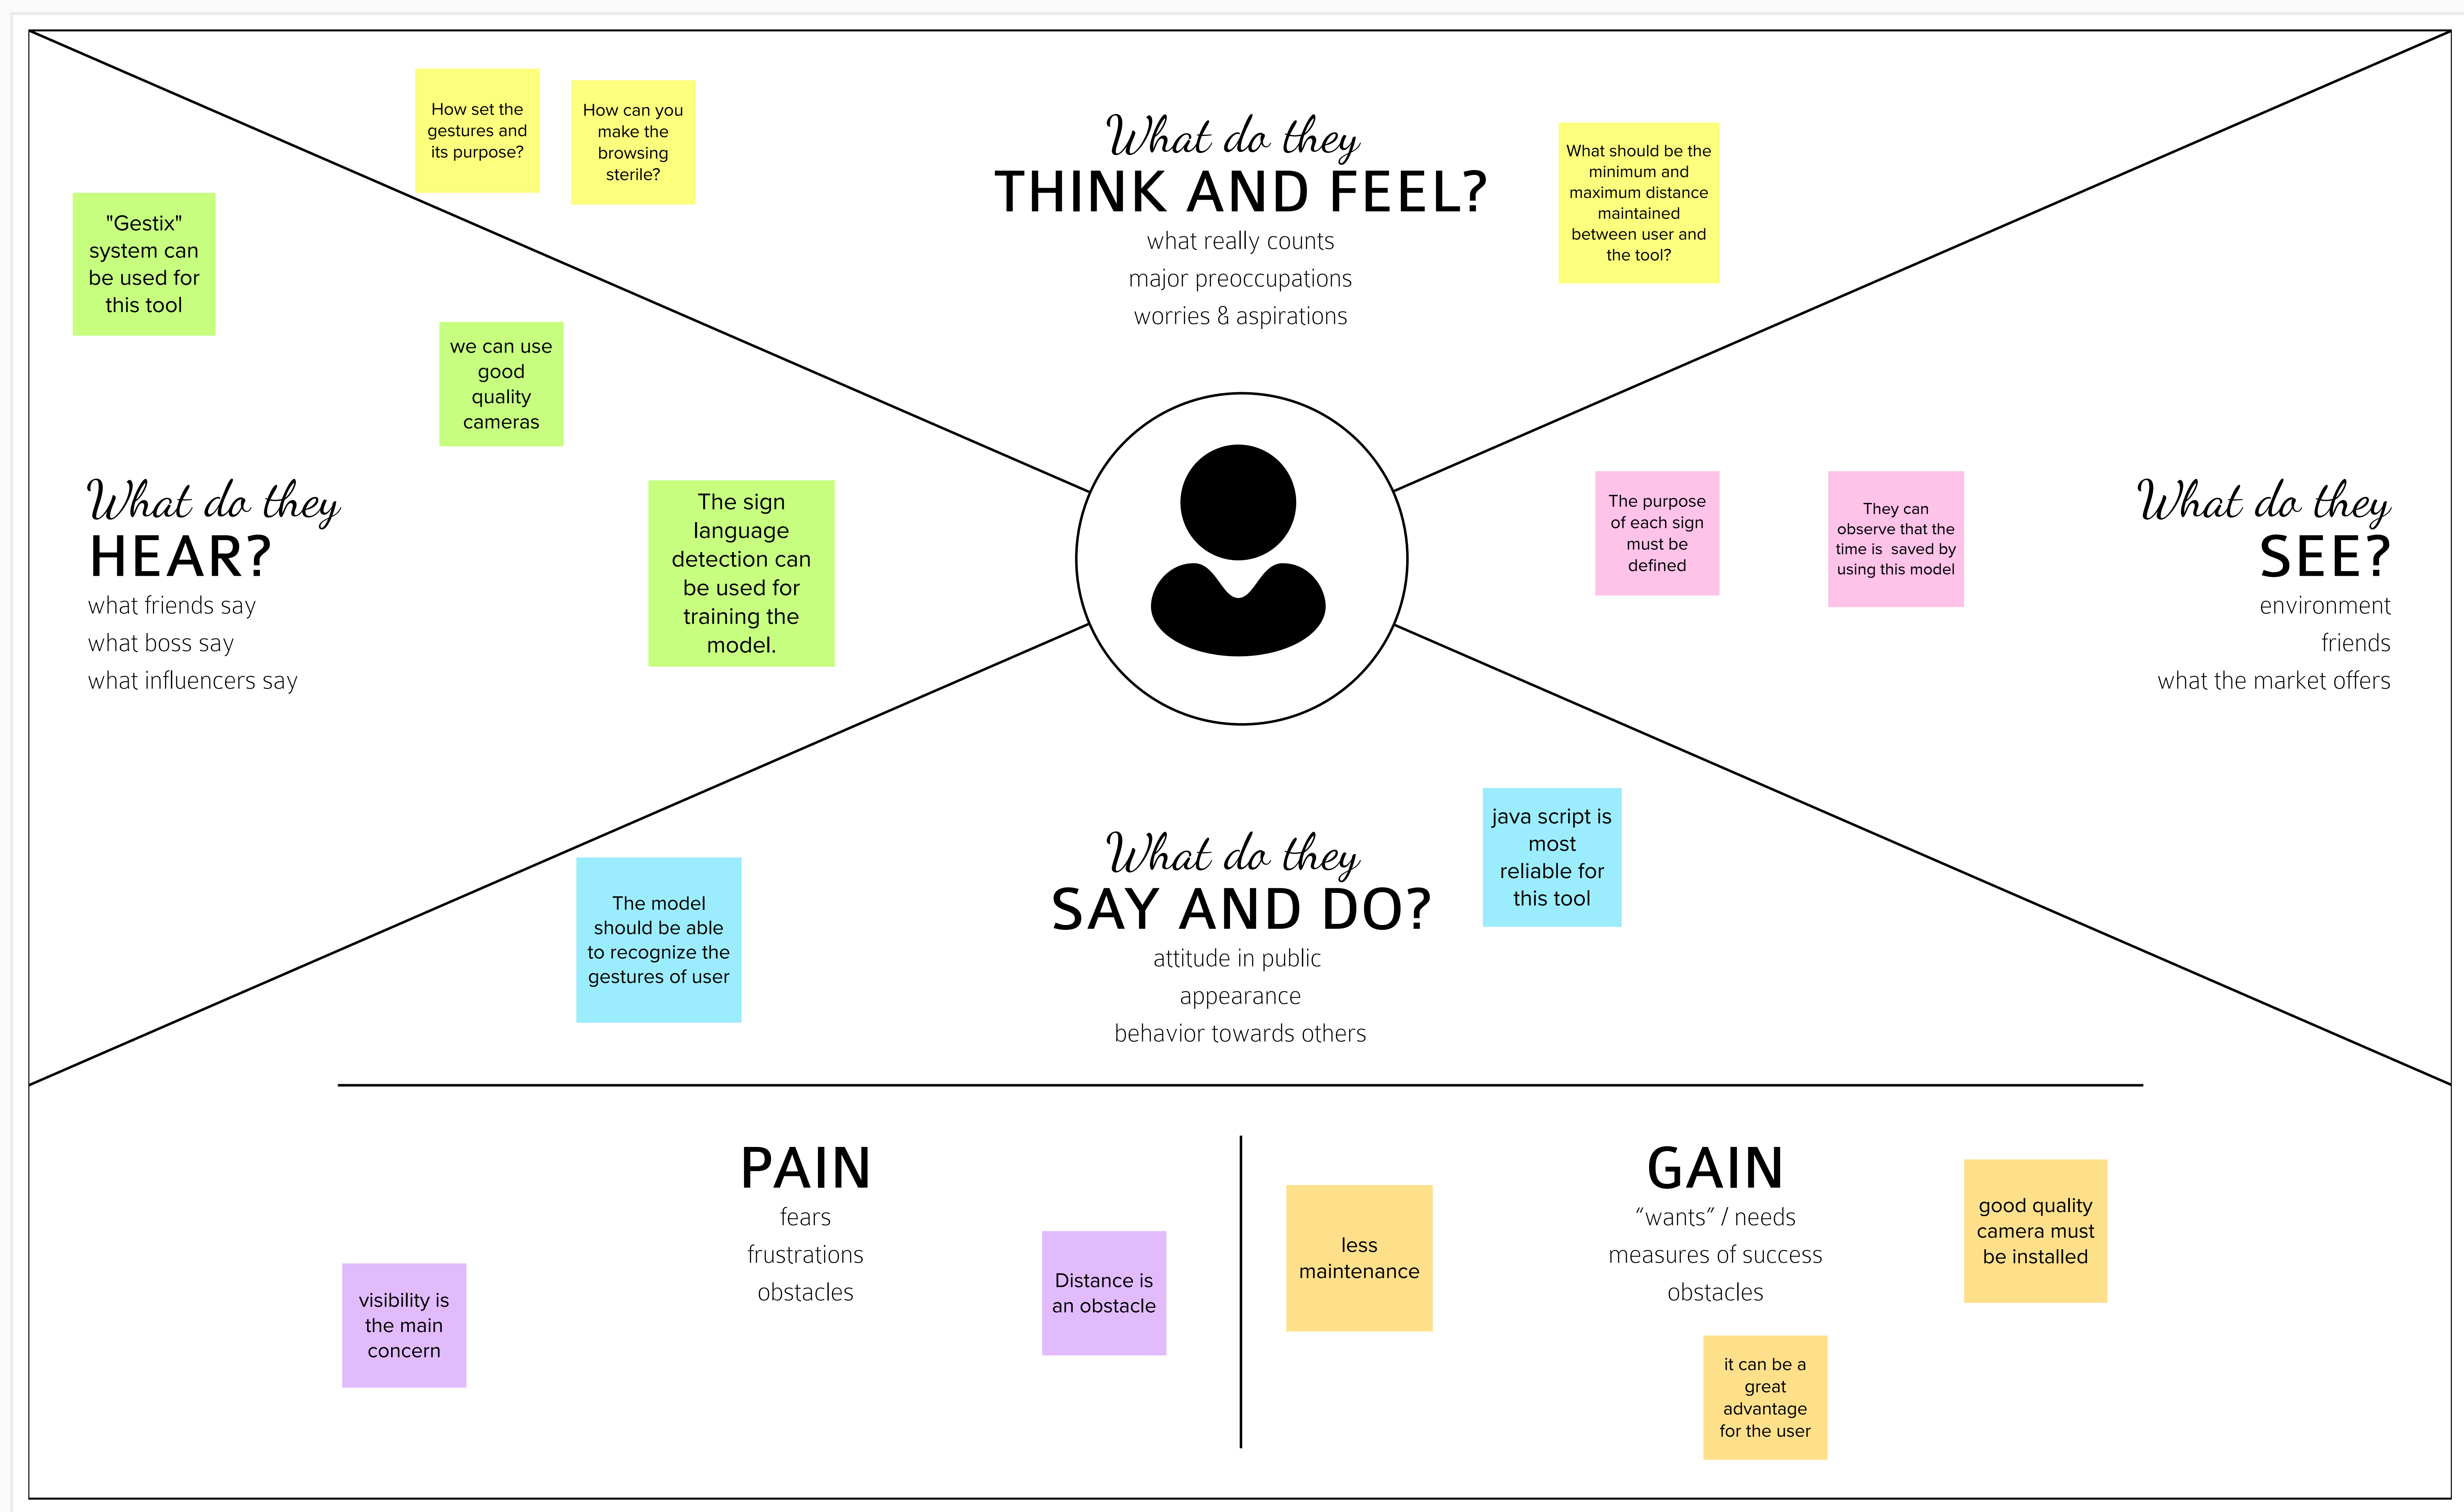 How set the
gestures and
its purpose?
How can you
make the
browsing
sterile?
What do they
THINK AND FEEL?
what really counts
major preoccupations
worries & aspirations
What should be the
minimum and
maximum distance
maintained
between user and
the tool?
"Gestix"
system can
be used for
this tool
we can use
good
quality
cameras
The sign
language
detection can
be used for
training the
model.
What do they
HEAR?
what friends say
what boss say
what influencers say
The purpose
of each sign
must be
defined
They can
observe that the
time is  saved by
using this model
What do they
SEE?
environment
friends
what the market offers
The model
should be able
to recognize the
gestures of user
What do they
SAY AND DO?
attitude in public
appearance
behavior towards others
java script is
most
reliable for
this tool
PAIN
fears
frustrations
obstacles
visibility is
the main
concern
Distance is
an obstacle
GAIN
“wants” / needs
measures of success
obstacles
less
maintenance
good quality
camera must
be installed
it can be a
great
advantage
for the user